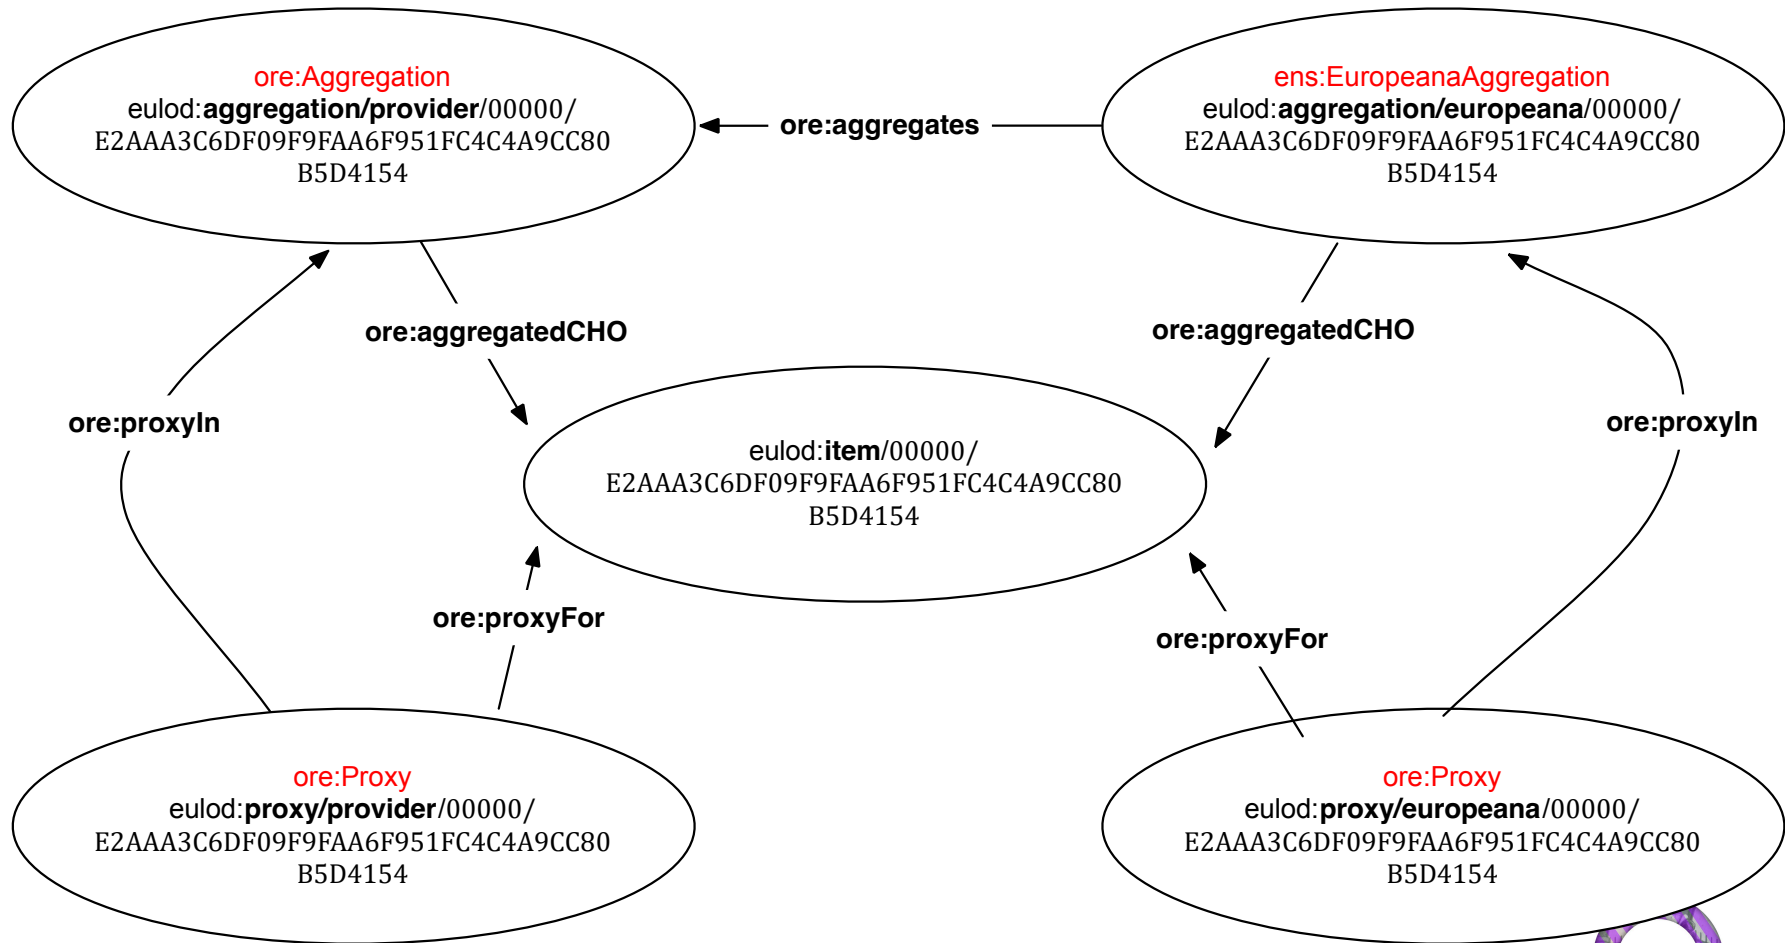 ore:Aggregation
eulod:aggregation/provider/00000/
E2AAA3C6DF09F9FAA6F951FC4C4A9CC80
B5D4154
ore:aggregates
ens:EuropeanaAggregation
eulod:aggregation/europeana/00000/
E2AAA3C6DF09F9FAA6F951FC4C4A9CC80
B5D4154
ore:aggregatedCHO
ore:aggregatedCHO
ore:proxyIn
ore:proxyIn
eulod:item/00000/
E2AAA3C6DF09F9FAA6F951FC4C4A9CC80
B5D4154
ore:proxyFor
ore:proxyFor
ore:Proxy
eulod:proxy/provider/00000/
E2AAA3C6DF09F9FAA6F951FC4C4A9CC80
B5D4154
ore:Proxy
eulod:proxy/europeana/00000/
E2AAA3C6DF09F9FAA6F951FC4C4A9CC80
B5D4154